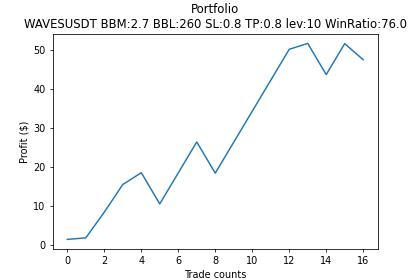 Portfolio
WAVESUSDT BBM:2.7 BBL:260 SL:0.8 TP:0.8 lev:10 WinRatio:76.0
50
40
30
20
10
0
Profit ($)
0 2 4 6 8 10 12 14 16
Trade counts